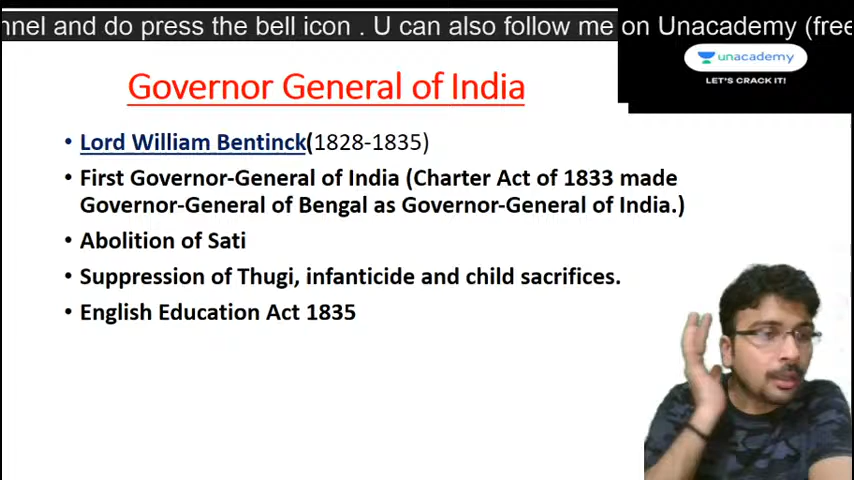 nnel and do press the bell icon . U can also follow me on Unacademy (free
unacademy
LET'S CRACK IT!
Governor General of India
• Lord William Bentinck(1828-1835)
• First Governor-General of India (Charter Act of 1833 made
Governor-General of Bengal as Governor-General of India.)
• Abolition of Sati
• Suppression of Thugi, infanticide and child sacrifices.
• English Education Act 1835